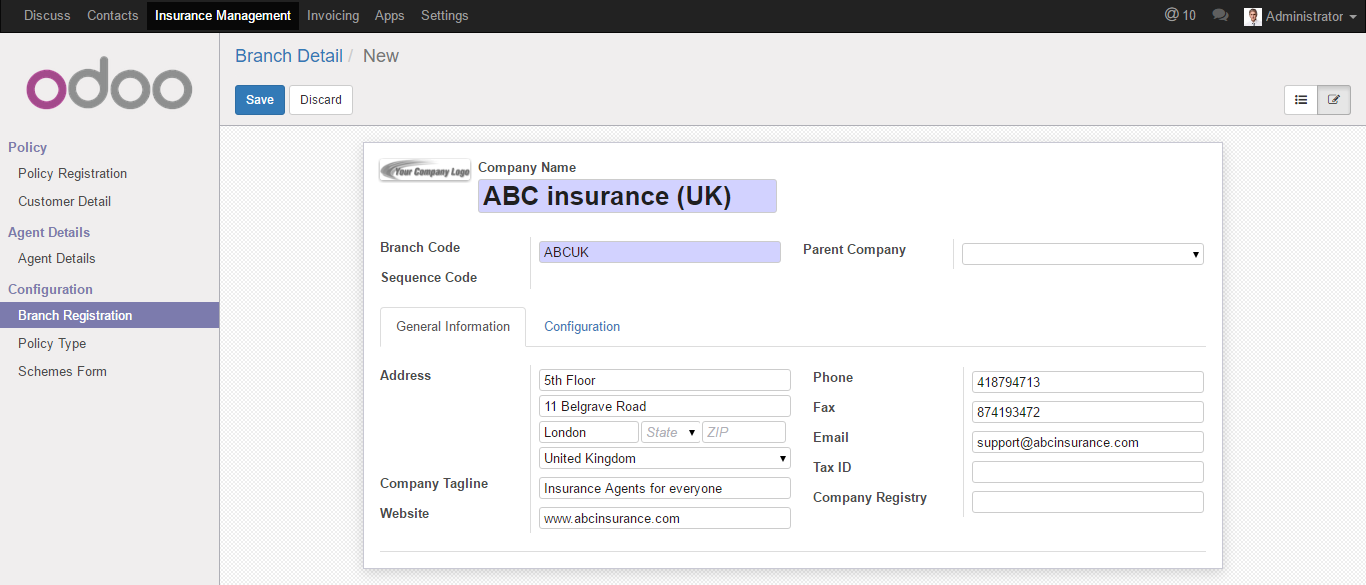 Discuss Contacts Insurance Management Invoicing Apps Settings @ 10 Administrator
odoo
Branch Detail / New
Save Discard
Policy
Policy Registration
Customer Detail
Agent Details
Agent Details
Configuration
Branch Registration
Policy Type
Schemes Form
Your Company Logo
Company Name
ABC insurance (UK)
Branch Code ABCUK
Parent Company
Sequence Code
General Information Configuration
Address 5th Floor
11 Belgrave Road
London State ZIP
United Kingdom
Company Tagline Insurance Agents for everyone
Website www.abcinsurance.com
Phone 418794713
Fax 874193472
Email support@abcinsurance.com
Tax ID
Company Registry